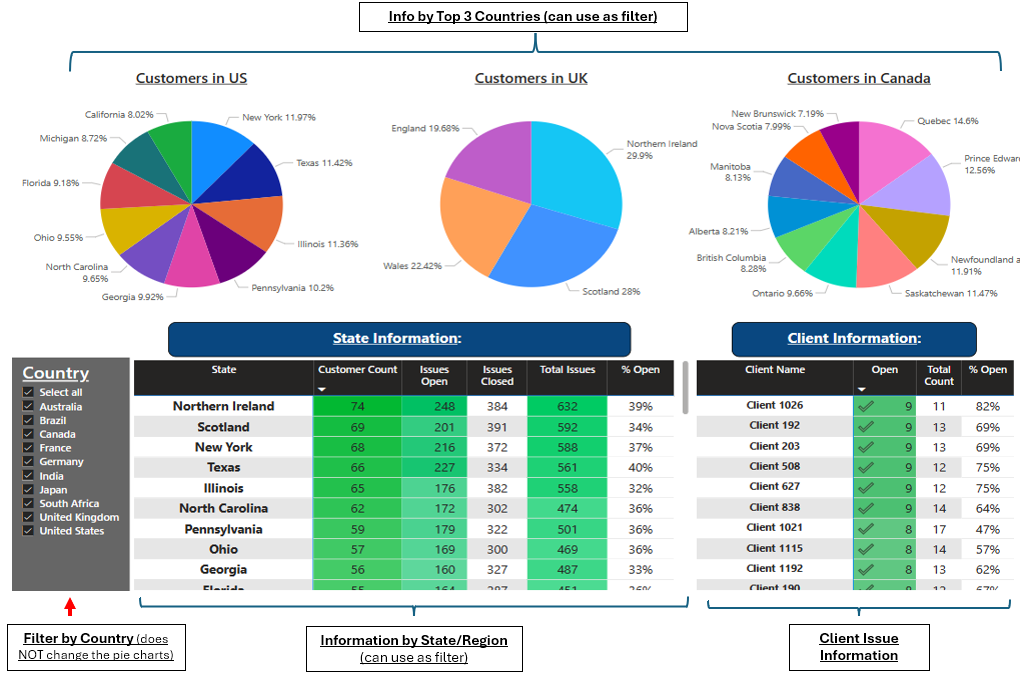 Info by Top 3 Countries (can use as filter)
Customers in US
California 8.02%
New York 11.97%
Michigan 8.72%
Texas 11.42%
Florida 9.18%
Ohio 9.55%
Illinois 11.36%
North Carolina
9.65%
Georgia 9.92%
Pennsylvania 10.2%
Customers in UK
England 19.68%
Northern Ireland
29.9%
Wales 22.42%
Scotland 28%
Customers in Canada
New Brunswick 7.19%
Nova Scotia 7.99%
Quebec 14.6%
Manitoba
8.13%
Prince Edwar
12.56%
Alberta 8.21%
British Columbia
8.28%
Newfoundland a
11.91%
Ontario 9.66%
Saskatchewan 11.47%
State Information:
Client Information:
Country
Select all
Australia
Brazil
Canada
France
Germany
India
Japan
South Africa
United Kingdom
United States
State Customer Count Issues Open Issues Closed Total Issues % Open
Northern Ireland 74 248 384 632 39%
Scotland 69 201 391 592 34%
New York 68 216 372 588 37%
Texas 66 227 334 561 40%
Illinois 65 176 382 558 32%
North Carolina 62 172 302 474 36%
Pennsylvania 59 179 322 501 36%
Ohio 57 169 300 469 36%
Georgia 56 160 327 487 33%
Florida 55 164 287 451 36%
Client Name Open Total Count % Open
Client 1026 9 11 82%
Client 192 9 13 69%
Client 203 9 13 69%
Client 508 9 12 75%
Client 627 9 12 75%
Client 838 9 14 64%
Client 1021 8 17 47%
Client 1115 8 14 57%
Client 1192 8 13 62%
Client 190 8 12 67%
Filter by Country (does
NOT change the pie charts)
Information by State/Region
(can use as filter)
Client Issue
Information